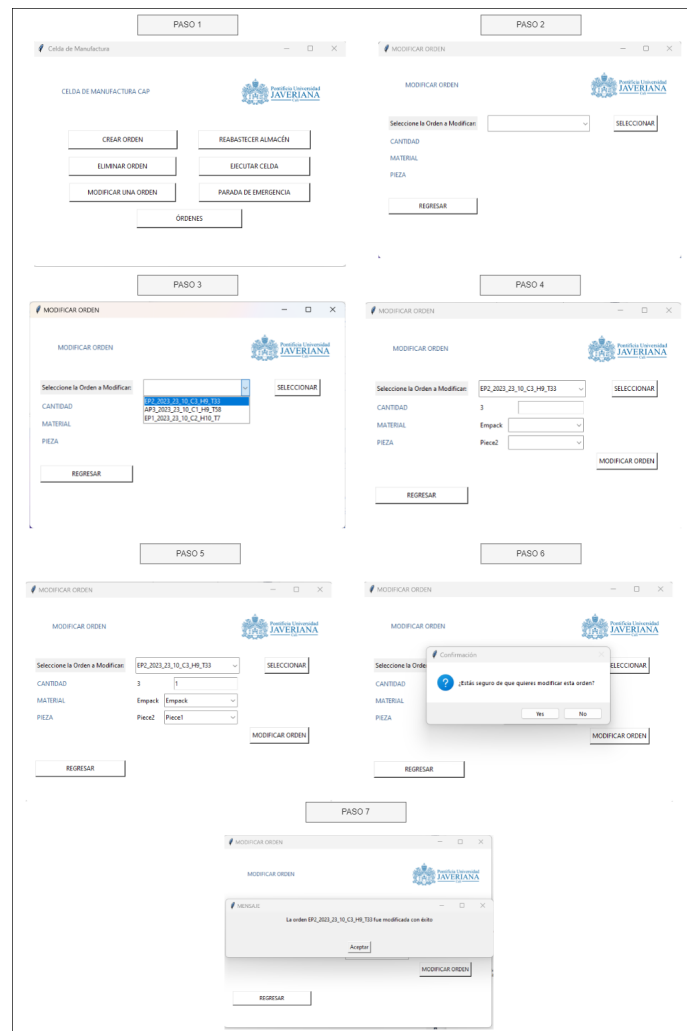 PASO 1
Celda de Manufactura
CELDA DE MANUFACTURA CAP
Pontificia Universidad
JAVERIANA
Cali
CREAR ORDEN
REABASTECER ALMACÉN
ELIMINAR ORDEN
EJECUTAR CELDA
MODIFICAR UNA ORDEN
PARADA DE EMERGENCIA
ÓRDENES
PASO 2
MODIFICAR ORDEN
MODIFICAR ORDEN
Pontificia Universidad
JAVERIANA
Cali
Seleccione la Orden a Modificar:
SELECCIONAR
CANTIDAD
MATERIAL
PIEZA
REGRESAR
PASO 3
MODIFICAR ORDEN
MODIFICAR ORDEN
Pontificia Universidad
JAVERIANA
Cali
Seleccione la Orden a Modificar:
SELECCIONAR
EP2_2023_23_10_C3_H9_T33
AP3_2023_23_10_C1_H9_T58
EP1_2023_23_10_C2_H10_T7
CANTIDAD
MATERIAL
PIEZA
REGRESAR
PASO 4
MODIFICAR ORDEN
MODIFICAR ORDEN
Pontificia Universidad
JAVERIANA
Cali
Seleccione la Orden a Modificar:
EP2_2023_23_10_C3_H9_T33
SELECCIONAR
CANTIDAD 3
MATERIAL Empack
PIEZA Piece2
MODIFICAR ORDEN
REGRESAR
PASO 5
MODIFICAR ORDEN
MODIFICAR ORDEN
Pontificia Universidad
JAVERIANA
Cali
Seleccione la Orden a Modificar:
EP2_2023_23_10_C3_H9_T33
SELECCIONAR
CANTIDAD 3 1
MATERIAL Empack Empack
PIEZA Piece2 Piece1
MODIFICAR ORDEN
REGRESAR
PASO 6
MODIFICAR ORDEN
MODIFICAR ORDEN
Pontificia Universidad
JAVERIANA
Cali
Seleccione la Orde
ELECCIONAR
Confirmación
¿Estás seguro de que quieres modificar esta orden?
Yes
No
CANTIDAD
MATERIAL
PIEZA
MODIFICAR ORDEN
REGRESAR
PASO 7
MODIFICAR ORDEN
MODIFICAR ORDEN
Pontificia Universidad
JAVERIANA
Cali
MENSAJE
La orden EP2_2023_23_10_C3_H9_T33 fue modificada con éxito
Aceptar
MODIFICAR ORDEN
REGRESAR